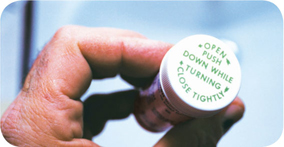 OPEN
PUSH
DOWN WHILE
TURNING
CLOSE TIGHTLY